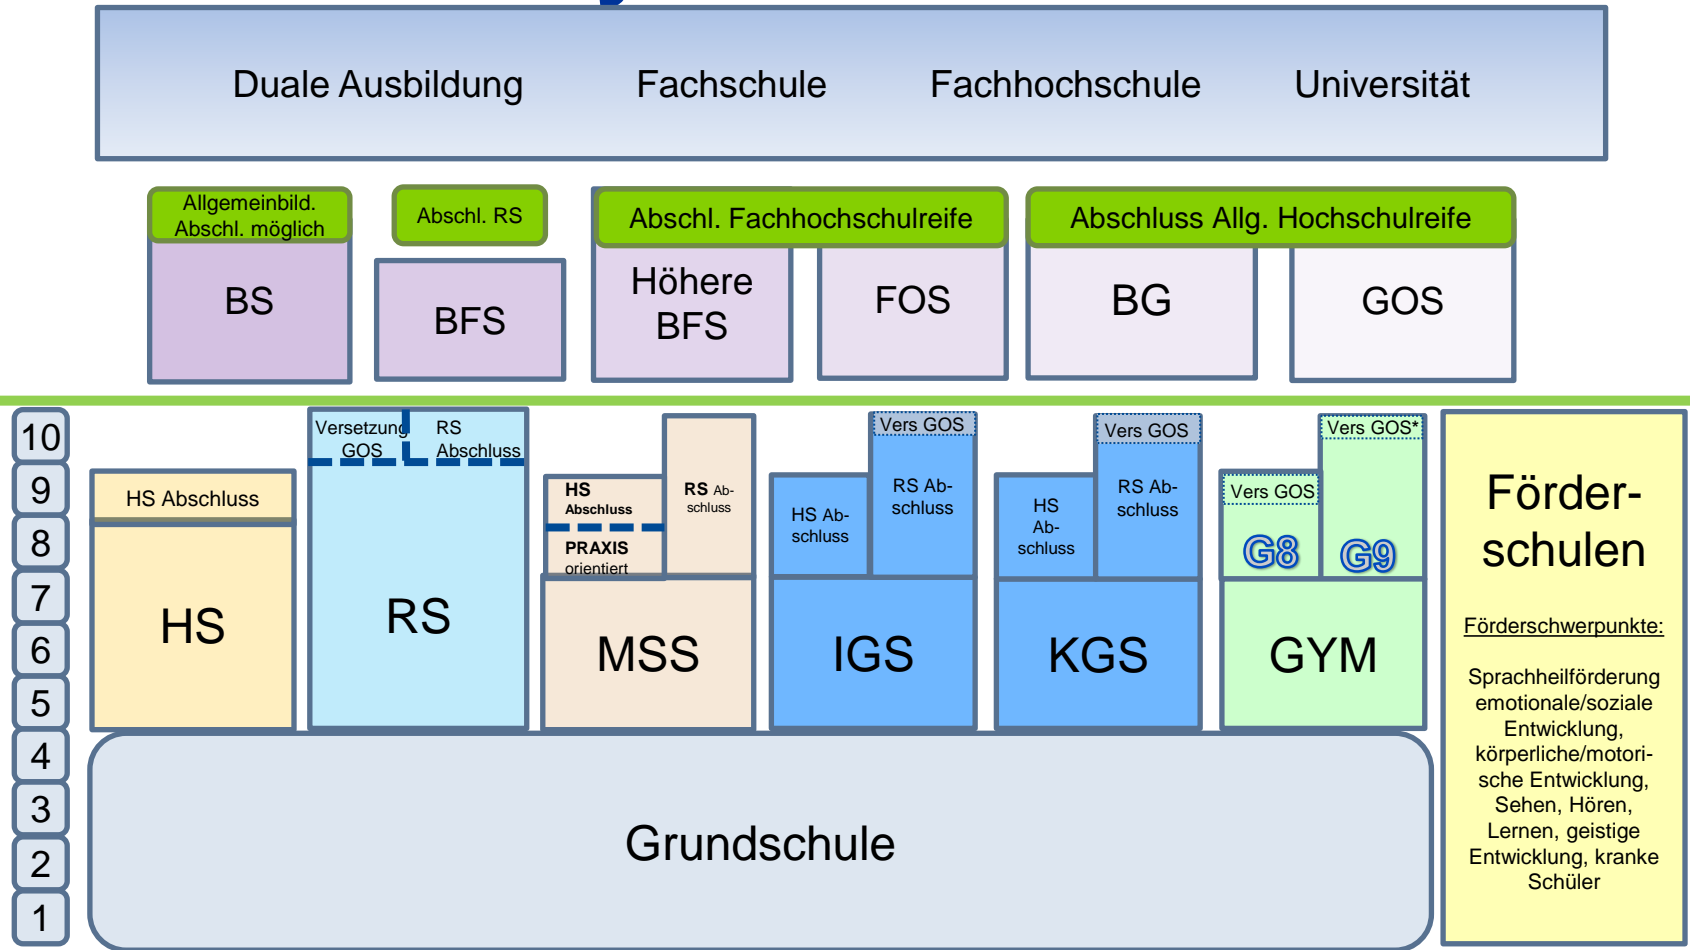 Duale Ausbildung Fachschule Fachhochschule Universität
Allgemeinbild.
Abschl. möglich
Abschl. RS
Abschl. Fachhochschulreife
Abschluss Allg. Hochschulreife
BS
BFS
Höhere
BFS
FOS
BG
GOS
10
9
8
7
6
5
4
3
2
1
HS Abschluss
HS
Versetzung
GOS
RS
Abschluss
RS
HS
Abschluss
PRAXIS
orientiert
RS Ab-
schluss
MSS
HS Ab-
schluss
Vers GOS
RS Ab-
schluss
IGS
HS
Ab-
schluss
Vers GOS
RS Ab-
schluss
KGS
Vers GOS
G8
Vers GOS*
G9
GYM
Grundschule
Förder-
schulen
Förderschwerpunkte:
Sprachheilförderung
emotionale/soziale
Entwicklung,
körperliche/motori-
sche Entwicklung,
Sehen, Hören,
Lernen, geistige
Entwicklung, kranke
Schüler